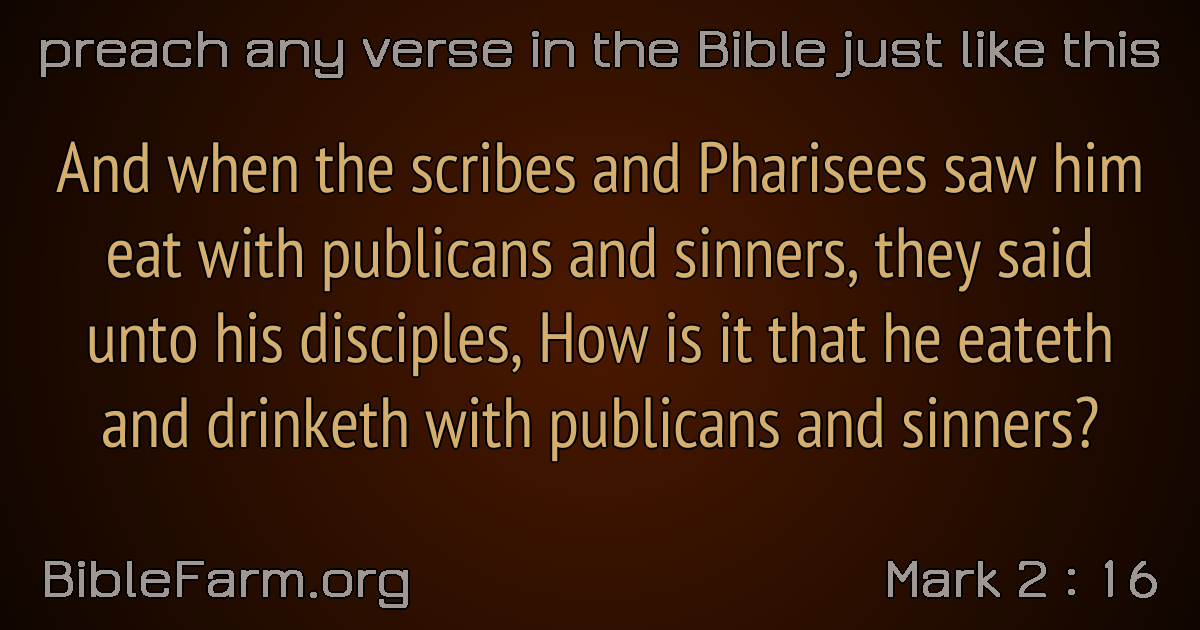 preach any verse in the Bible just like this
And when the scribes and Pharisees saw him
eat with publicans and sinners, they said
unto his disciples, How is it that he eateth
and drinketh with publicans and sinners?
BibleFarm.org
Mark 2 : 16